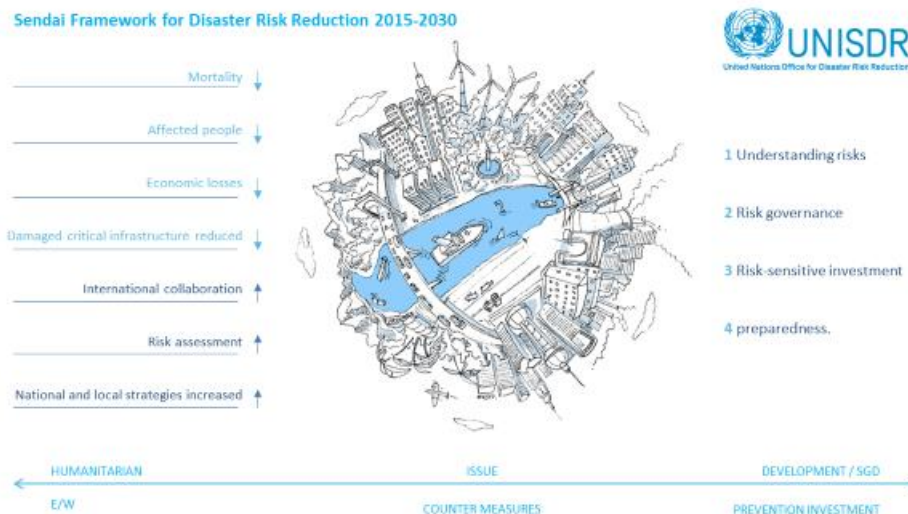 Sendai Framework for Disaster Risk Reduction 2015-2030
UNISDR
United Nations Office for Disaster Risk Reduction
Mortality
Affected people
Economic losses
Damaged critical infrastructure reduced
International collaboration
Risk assessment
National and local strategies increased
1 Understanding risks
2 Risk governance
3 Risk-sensitive investment
4 preparedness.
HUMANITARIAN
ISSUE
DEVELOPMENT / SGD
E/W
COUNTER MEASURES
PREVENTION INVESTMENT